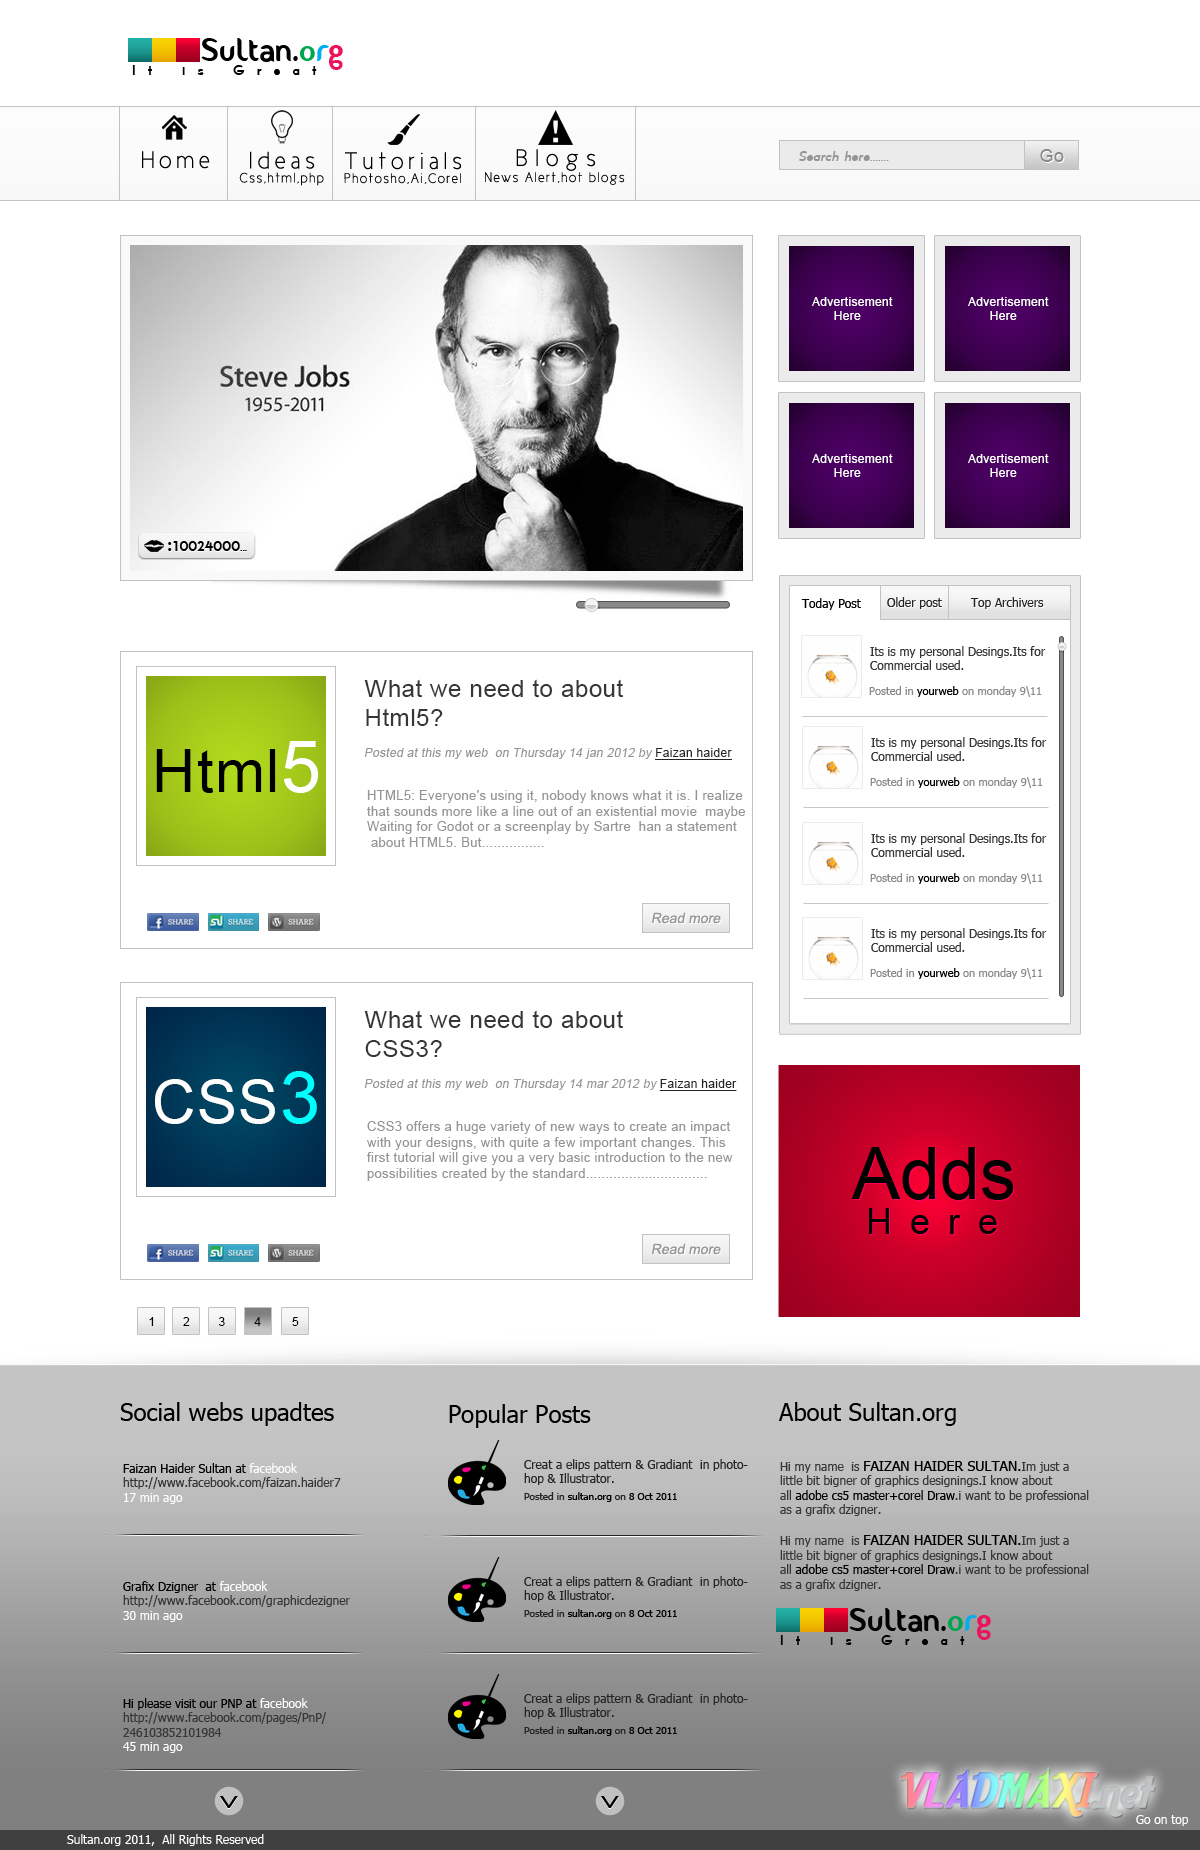 Sultan.org
It is Great
Home
Ideas
Css,html,php
Tutorials
Photosho,Ai,Corel
Blogs
News Alert,hot blogs
Search here.......
Go
Steve Jobs
1955-2011
:10024000...
Advertisement
Here
Advertisement
Here
Advertisement
Here
Advertisement
Here
Today Post
Older post
Top Archivers
Its is my personal Desings.Its for
Commercial used.
Posted in yourweb on monday 9\11
Its is my personal Desings.Its for
Commercial used.
Posted in yourweb on monday 9\11
Its is my personal Desings.Its for
Commercial used.
Posted in yourweb on monday 9\11
Its is my personal Desings.Its for
Commercial used.
Posted in yourweb on monday 9\11
Html5
What we need to about
Html5?
Posted at this my web on Thursday 14 jan 2012 by Faizan haider
HTML5: Everyone's using it, nobody knows what it is. I realize
that sounds more like a line out of an existential movie maybe
Waiting for Godot or a screenplay by Sartre han a statement
about HTML5. But................
SHARE
SHARE
SHARE
Read more
CSS3
What we need to about
CSS3?
Posted at this my web on Thursday 14 mar 2012 by Faizan haider
CSS3 offers a huge variety of new ways to create an impact
with your designs, with quite a few important changes. This
first tutorial will give you a very basic introduction to the new
possibilities created by the standard...............................
SHARE
SHARE
SHARE
Read more
Adds
Here
1 2 3 4 5
Social webs upadtes
Faizan Haider Sultan at facebook
http://www.facebook.com/faizan.haider7
17 min ago
Grafix Dzigner at facebook
http://www.facebook.com/graphicdezigner
30 min ago
Hi please visit our PNP at facebook
http://www.facebook.com/pages/PnP/
246103852101984
45 min ago
Popular Posts
Creat a elips pattern & Gradiant in photo-
hop & Illustrator.
Posted in sultan.org on 8 Oct 2011
Creat a elips pattern & Gradiant in photo-
hop & Illustrator.
Posted in sultan.org on 8 Oct 2011
Creat a elips pattern & Gradiant in photo-
hop & Illustrator.
Posted in sultan.org on 8 Oct 2011
About Sultan.org
Hi my name is FAIZAN HAIDER SULTAN.Im just a
little bit bigner of graphics designings.I know about
all adobe cs5 master+corel Draw.i want to be professional
as a grafix dzigner.
Hi my name is FAIZAN HAIDER SULTAN.Im just a
little bit bigner of graphics designings.I know about
all adobe cs5 master+corel Draw.i want to be professional
as a grafix dzigner.
Sultan.org
It is Great
VLADMAXI.net
Go on top
Sultan.org 2011, All Rights Reserved